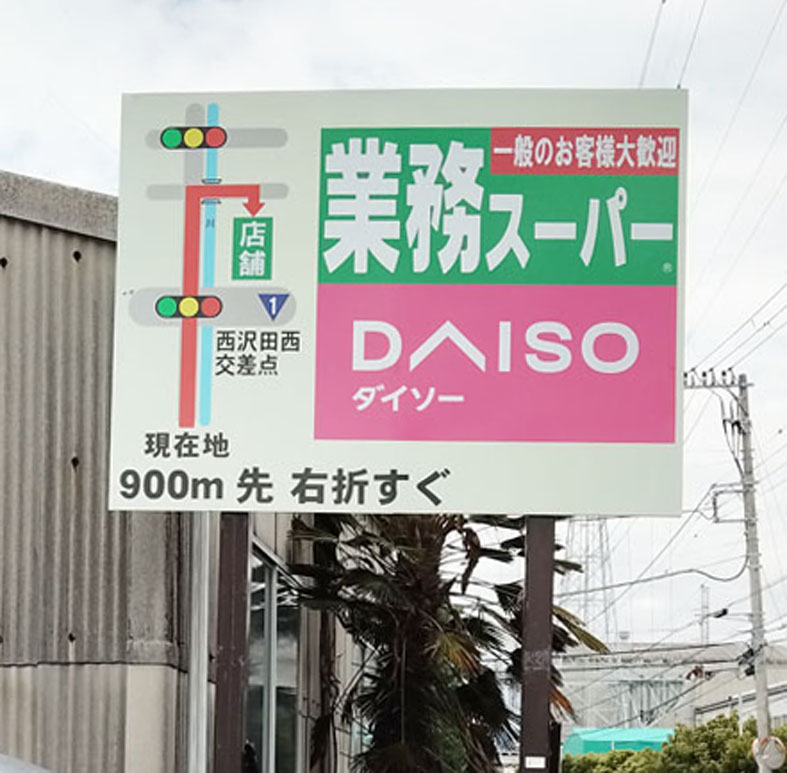 一般のお客様大歓迎
業務スーパー
®
DAISO
ダイソー
川
店舗
1
西沢田西
交差点
現在地
900m 先 右折すぐ